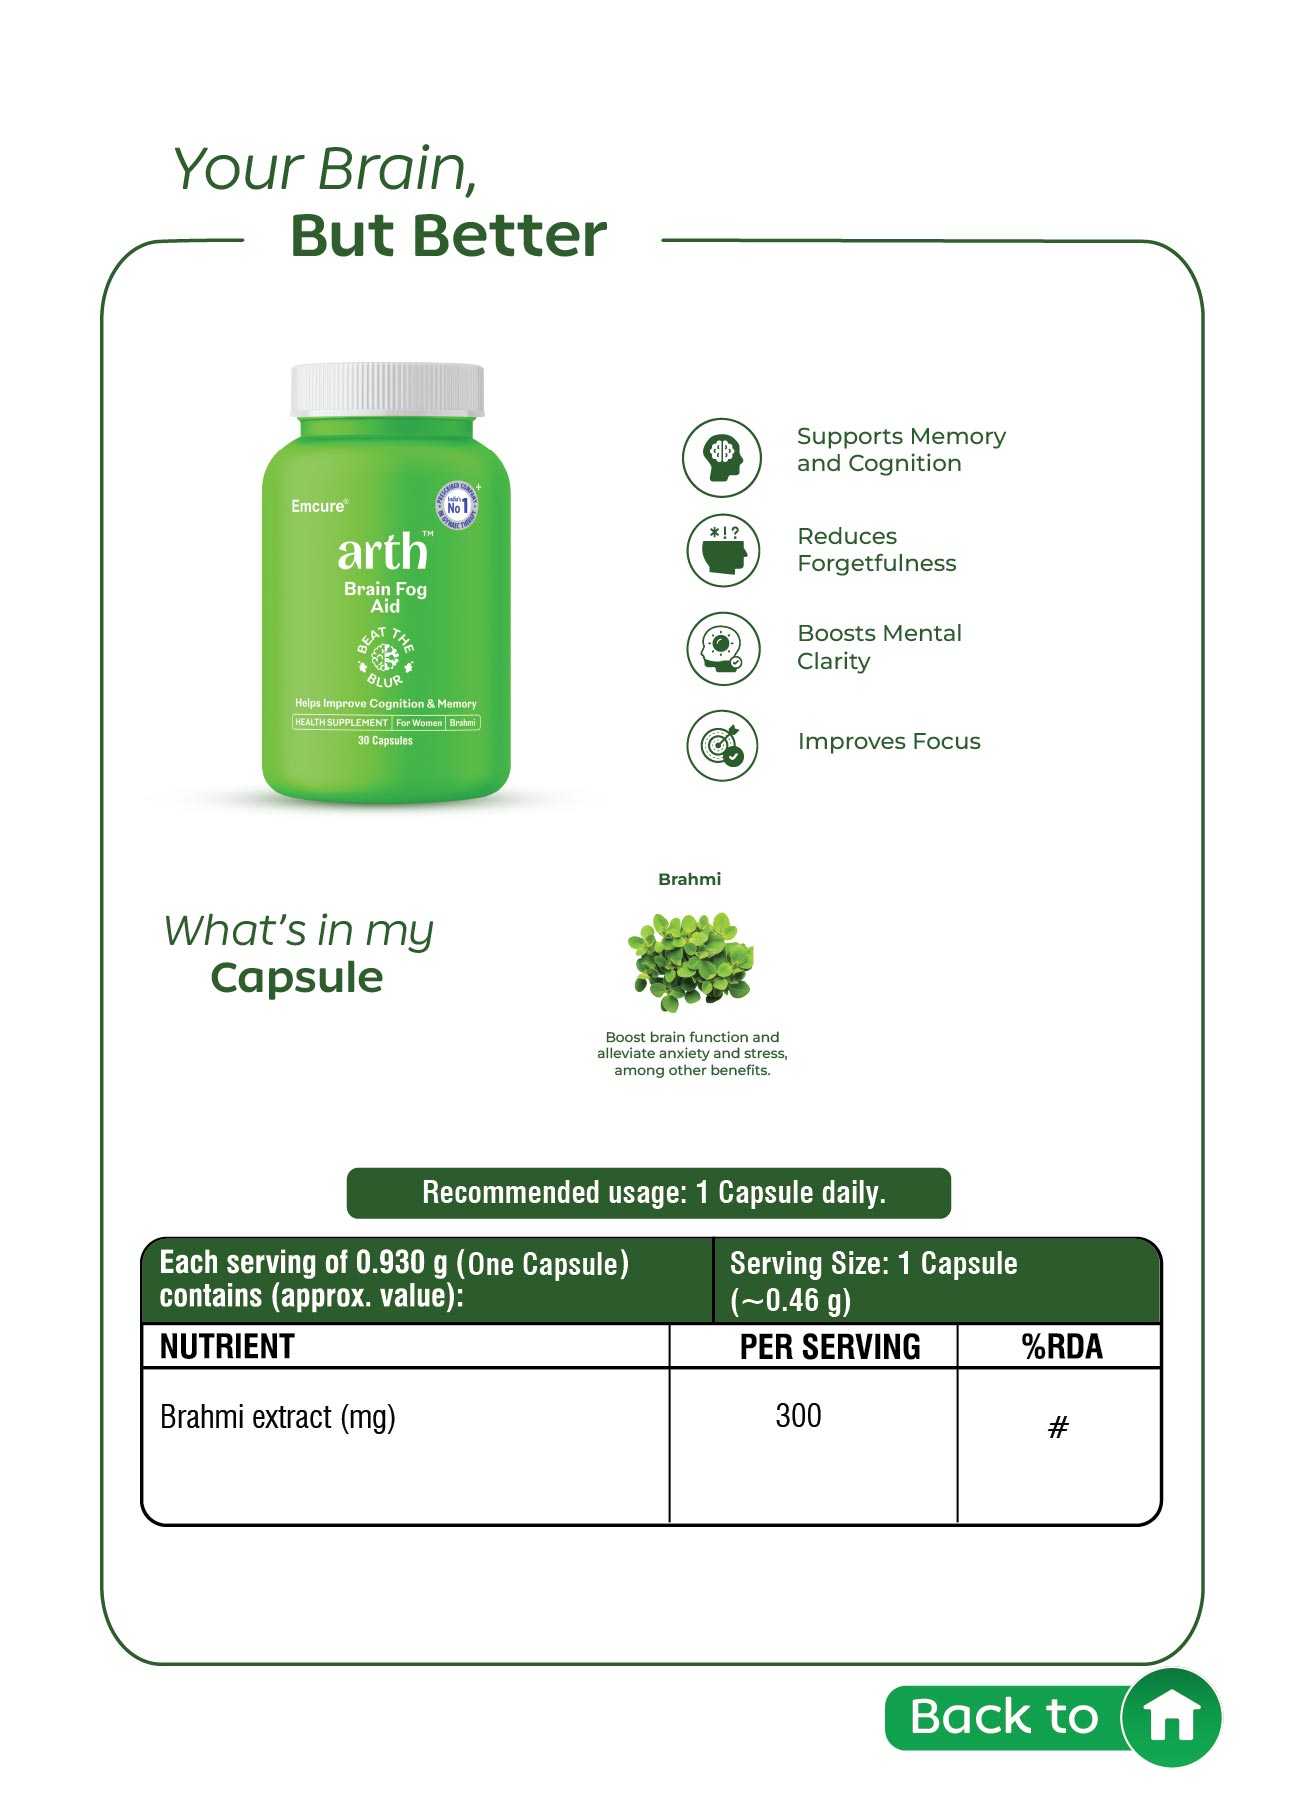 Your Brain,
But Better
Emcure®
PRESCRIBED COMPANY
India's
No 1
IN GYNAEC THERAPY
+
arth™
Brain Fog
Aid
BEAT THE
BLUR
Helps Improve Cognition & Memory
HEALTH SUPPLEMENT For Women Brahmi
30 Capsules
Supports Memory
and Cognition
*!?
Reduces
Forgetfulness
Boosts Mental
Clarity
Improves Focus
What's in my
Capsule
Brahmi
Boost brain function and
alleviate anxiety and stress,
among other benefits.
Recommended usage: 1 Capsule daily.
Each serving of 0.930 g (One Capsule)
contains (approx. value):
Serving Size: 1 Capsule
(~0.46 g)
NUTRIENT PER SERVING %RDA
Brahmi extract (mg) 300 #
Back to